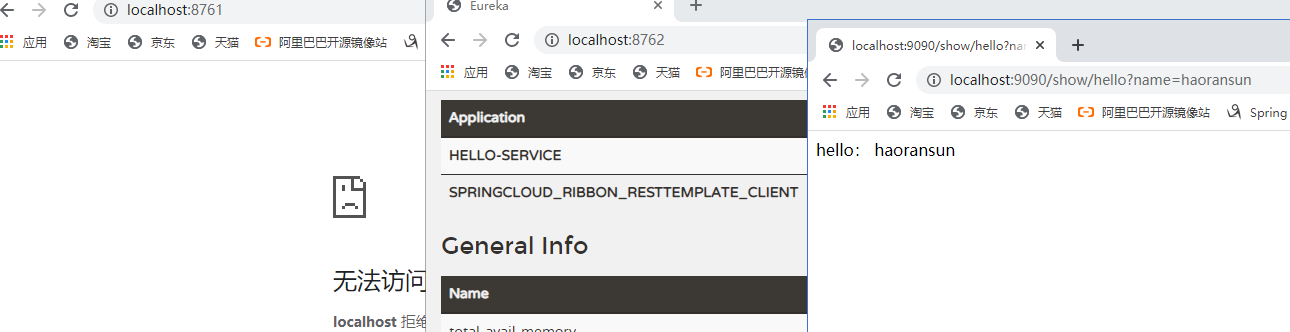 localhost:8761
应用 淘宝 京东 天猫 阿里巴巴开源镜像站
无法访问
localhost 拒绝
Eureka
localhost:8762
应用 淘宝 京东 天猫 阿里巴巴开源镜像站
Application
HELLO-SERVICE
SPRINGCLOUD_RIBBON_RESTTEMPLATE_CLIENT
General Info
Name
total-avail-memory
localhost:9090/show/hello?na
localhost:9090/show/hello?name=haoransun
应用 淘宝 京东 天猫 阿里巴巴开源镜像站 Spring
hello: haoransun